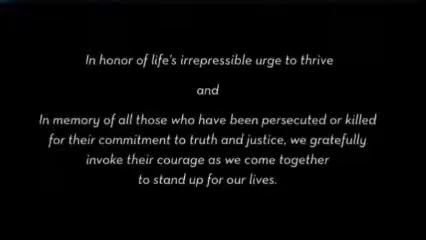 In honor of life's irrepressible urge to thrive
and
In memory of all those who have been persecuted or killed
for their commitment to truth and justice, we gratefully
invoke their courage as we come together
to stand up for our lives.